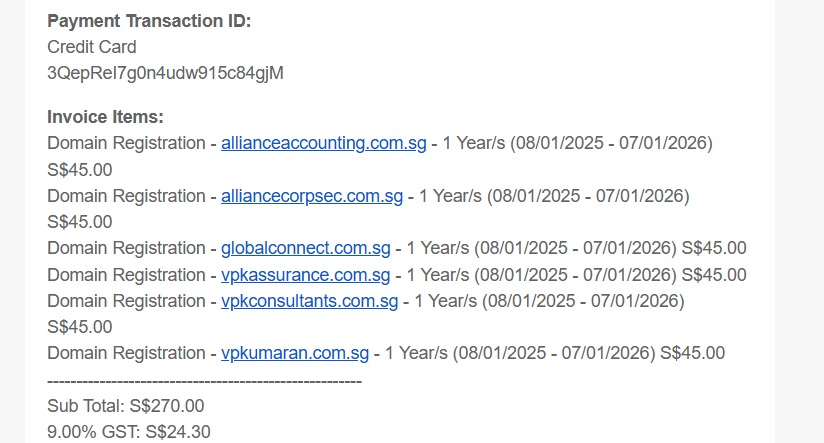 Payment Transaction ID:
Credit Card
3QepReI7g0n4udw915c84gjM
Invoice Items:
Domain Registration - allianceaccounting.com.sg - 1 Year/s (08/01/2025 - 07/01/2026)
S$45.00
Domain Registration - alliancecorpsec.com.sg - 1 Year/s (08/01/2025 - 07/01/2026)
S$45.00
Domain Registration - globalconnect.com.sg - 1 Year/s (08/01/2025 - 07/01/2026) S$45.00
Domain Registration - vpkassurance.com.sg - 1 Year/s (08/01/2025 - 07/01/2026) S$45.00
Domain Registration - vpkconsultants.com.sg - 1 Year/s (08/01/2025 - 07/01/2026)
S$45.00
Domain Registration - vpkumaran.com.sg - 1 Year/s (08/01/2025 - 07/01/2026) S$45.00
------------------------------------------------------
Sub Total: S$270.00
9.00% GST: S$24.30